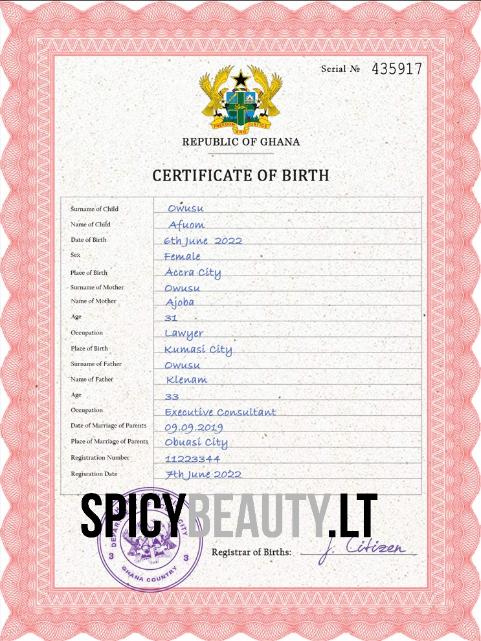 Serial № 435917
REPUBLIC OF GHANA
CERTIFICATE OF BIRTH
Surname of Child Owusu
Name of Child Afuom
Date of Birth 6th June 2022
Sex Female
Place of Birth Accra City
Surname of Mother Owusu
Name of Mother Ajoba
Age 31
Occupation Lawyer
Place of Birth Kumasi City
Surname of Father Owusu
Name of Father Klenam
Age 33
Occupation Executive Consultant
Date of Marriage of Parents 09.09.2019
Place of Marriage of Parents Obuasi City
Registration Number 11223344
Registration Date 7th June 2022
SPICYBEAUTY.LT
3 3
GHANA COUNTRY
Registrar of Births: J. Citizen